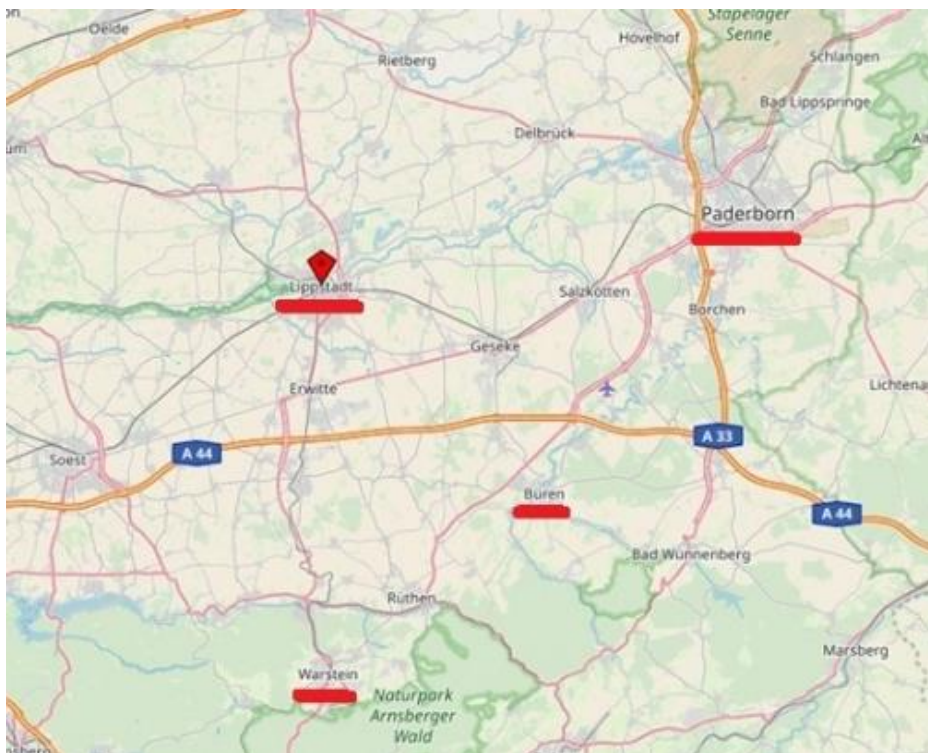 Oelde
Stapelager
Senne
Hovelhof
Rietberg
Schlangen
Bad Lippspringe
Delbrück
Paderborn
Lippstadt
Salzkotten
Borchen
Geseke
Erwitte
Lichtenau
A 33
A 44
Soest
Büren
A 44
Bad Wünnenberg
Rüthen
Marsberg
Warstein
Naturpark
Arnsberger
Wald